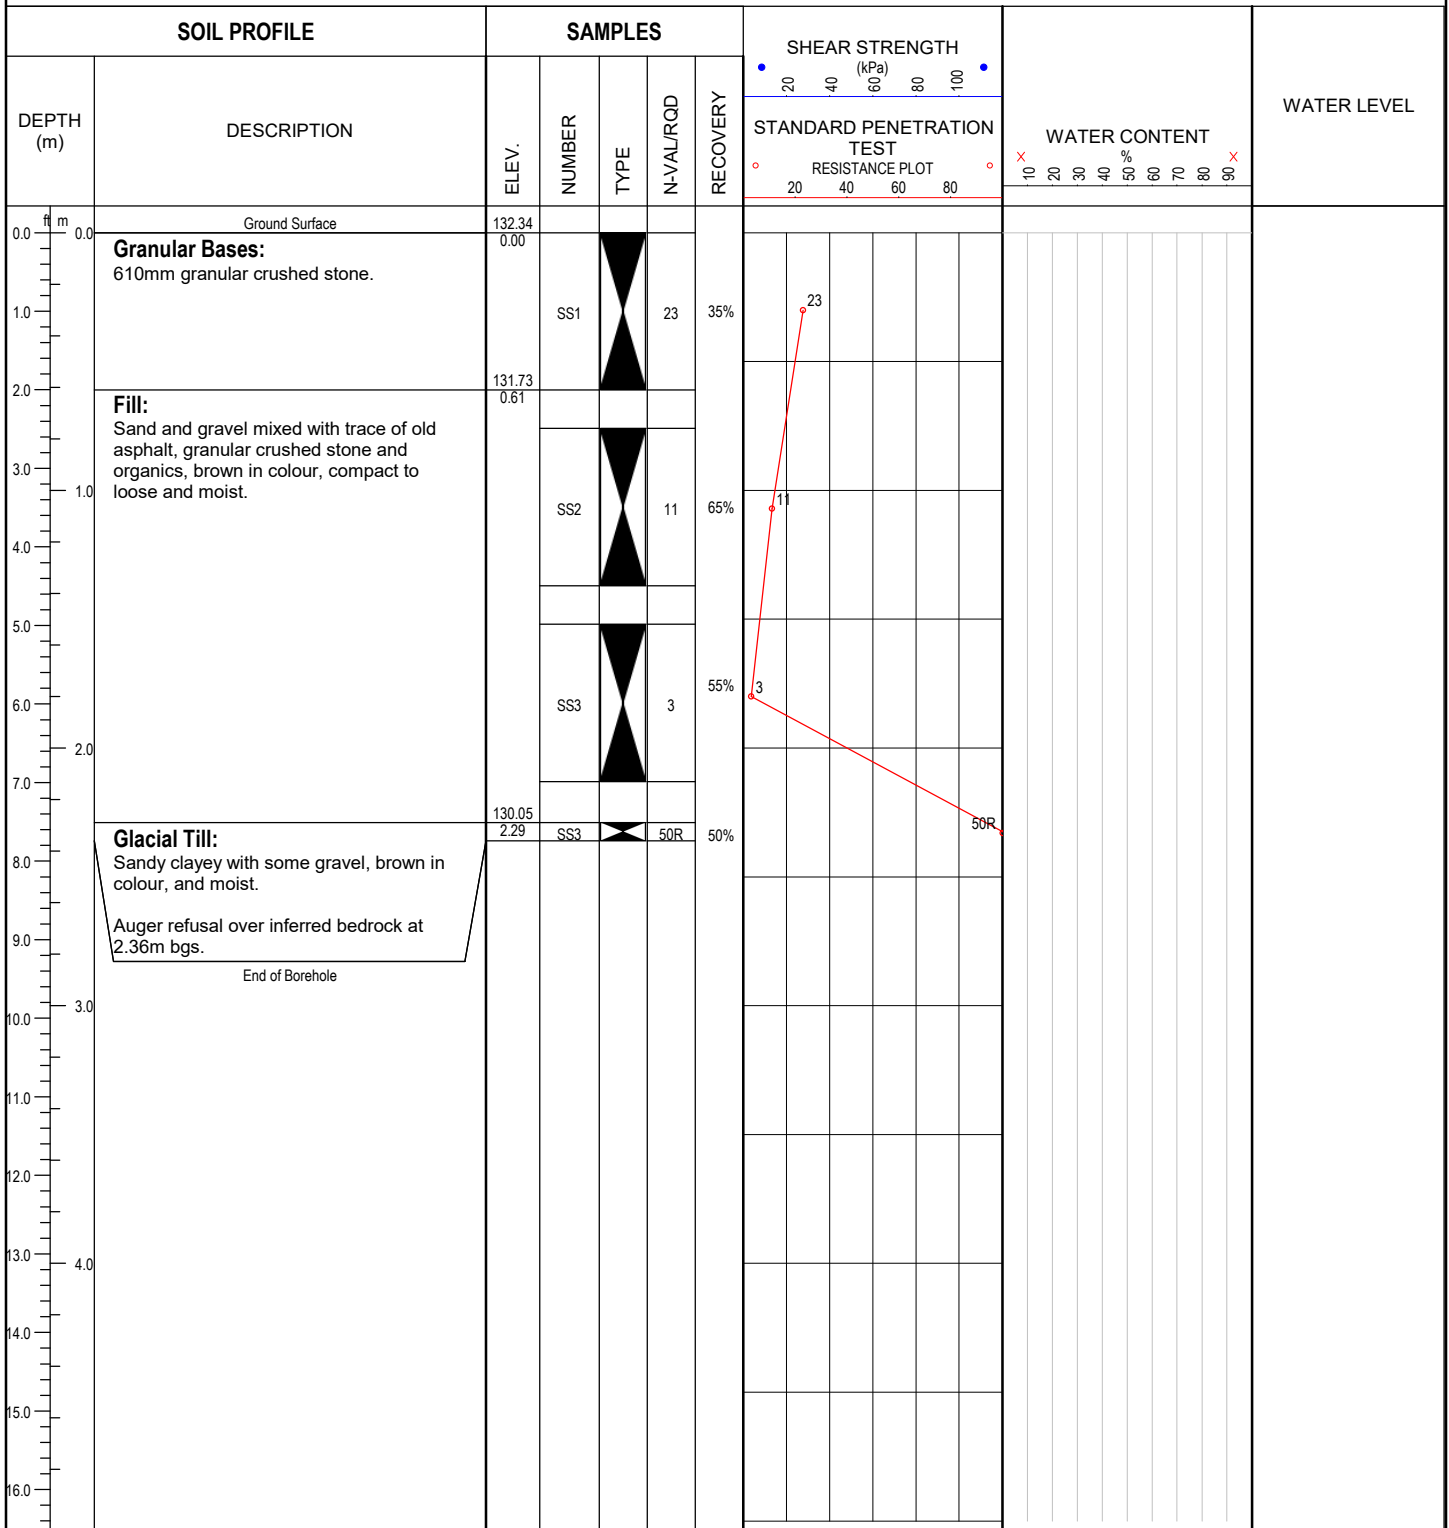 SOIL PROFILE
SAMPLES
SHEAR STRENGTH
(kPa)
20 40 60 80 100
DEPTH
(m)
DESCRIPTION
ELEV.
NUMBER
TYPE
N-VAL/RQD
RECOVERY
STANDARD PENETRATION
TEST
RESISTANCE PLOT
20 40 60 80
WATER CONTENT
%
10 20 30 40 50 60 70 80 90
WATER LEVEL
ft m
Ground Surface
132.34
0.0 0.0
0.00
Granular Bases:
610mm granular crushed stone.
23
1.0
SS1 23 35%
131.73
2.0
0.61
Fill:
Sand and gravel mixed with trace of old
asphalt, granular crushed stone and
organics, brown in colour, compact to
loose and moist.
3.0
1.0
11
SS2 11 65%
4.0
5.0
55%
3
6.0
SS3 3
2.0
7.0
130.05
2.29 SS3 50R 50%
50R
Glacial Till:
Sandy clayey with some gravel, brown in
colour, and moist.
8.0
Auger refusal over inferred bedrock at
2.36m bgs.
9.0
End of Borehole
3.0
10.0
11.0
12.0
13.0
4.0
14.0
15.0
16.0